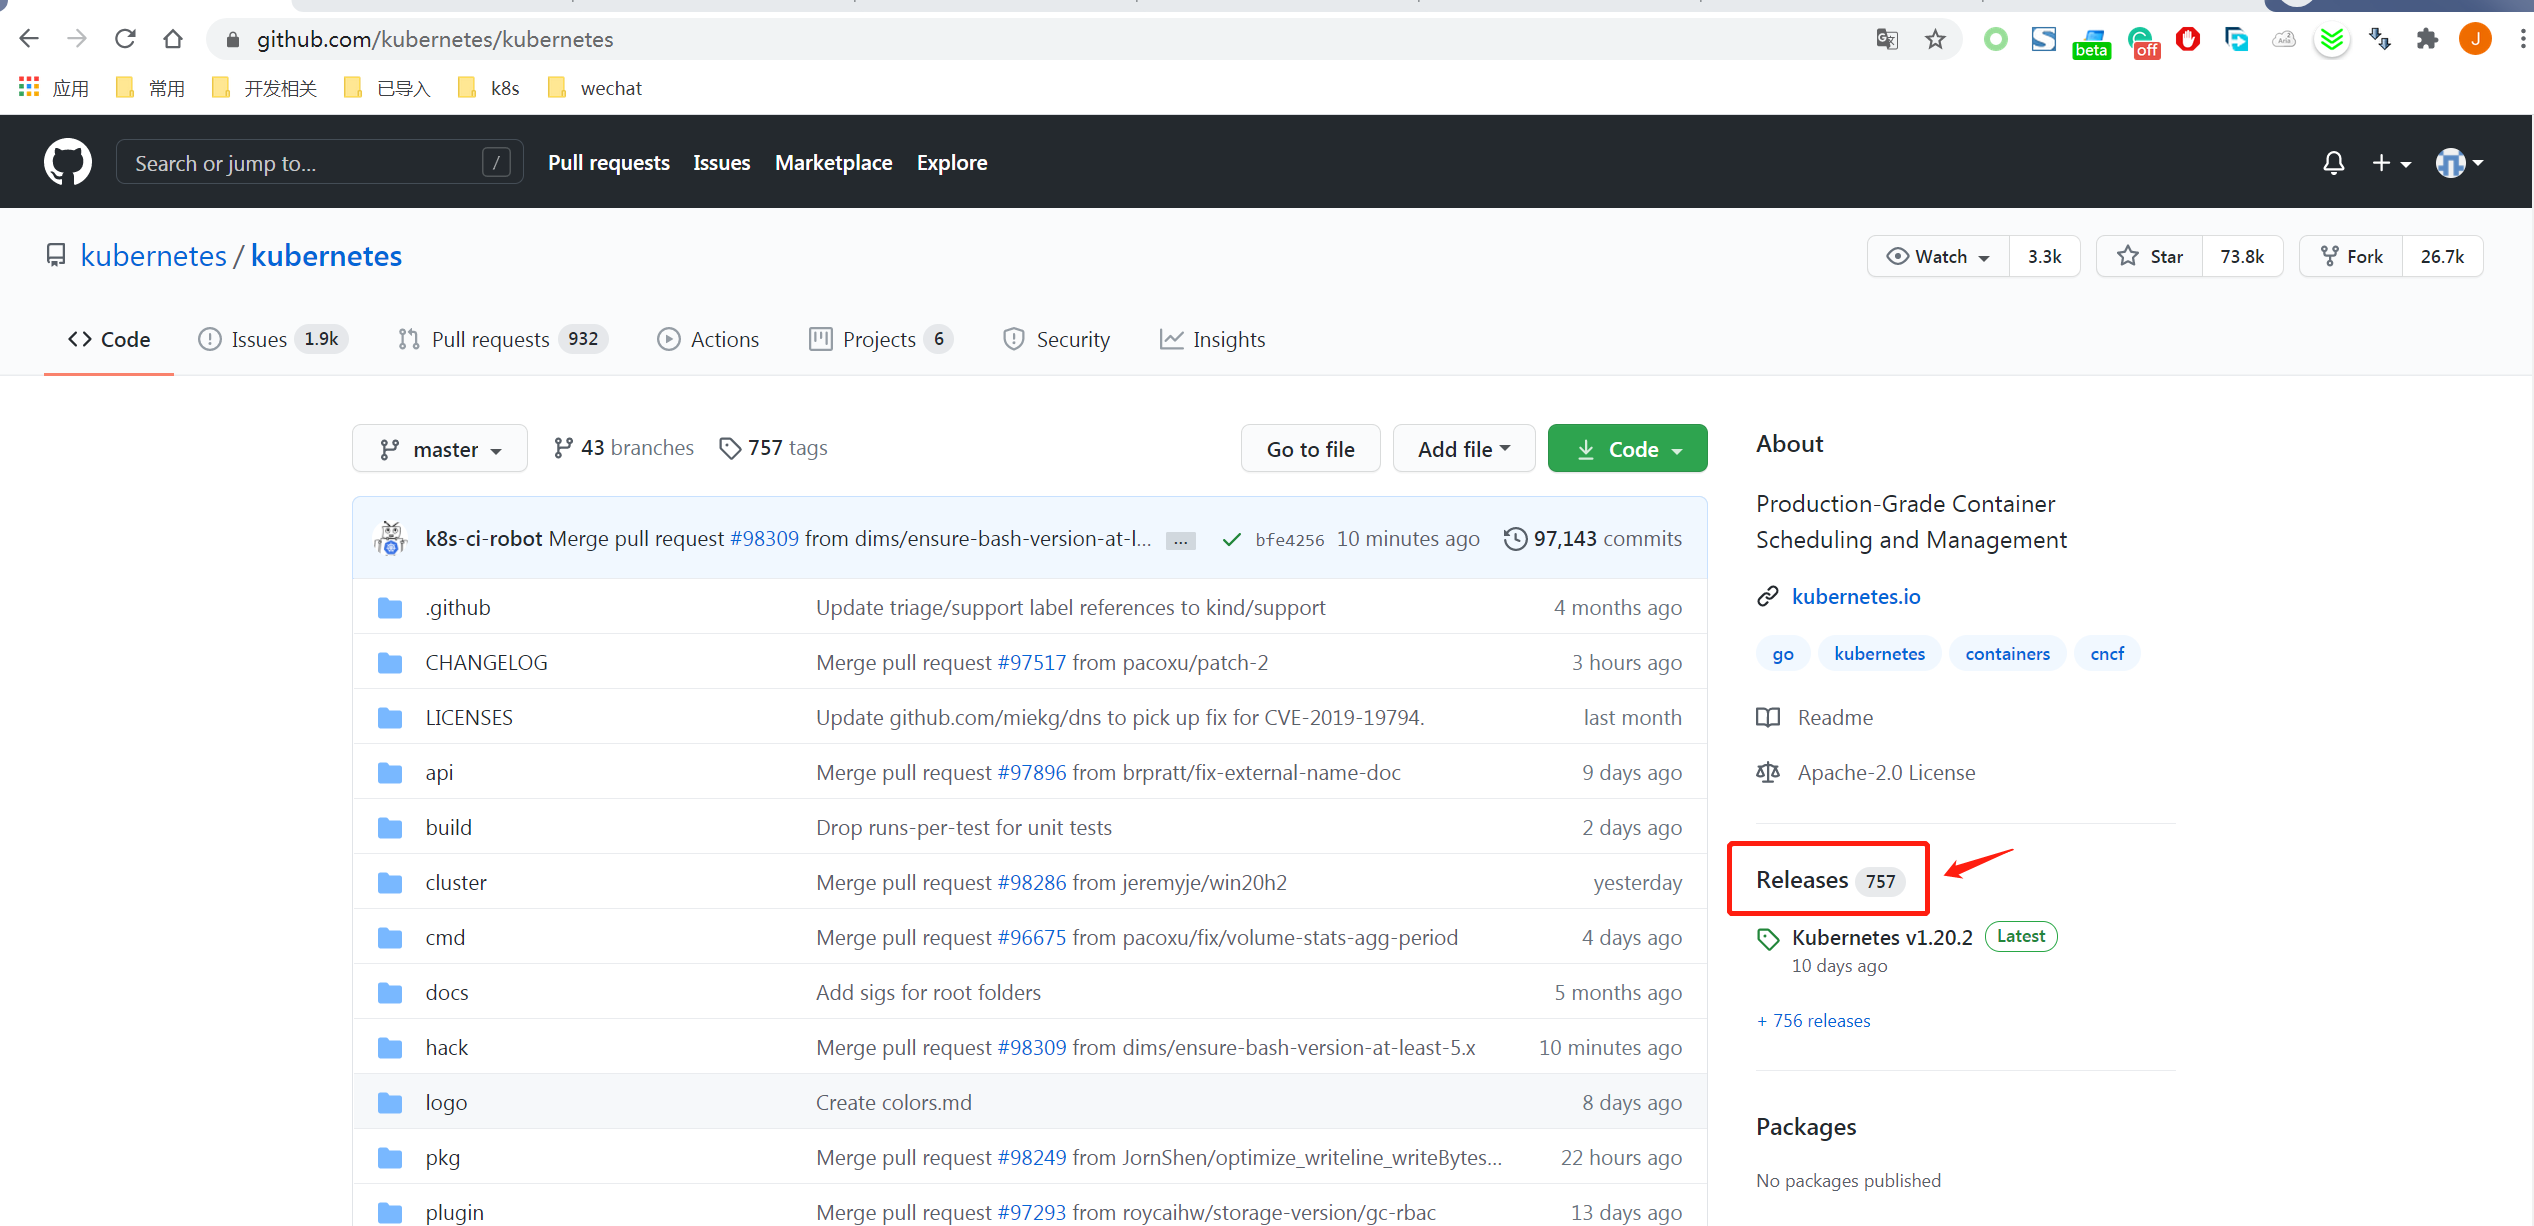 github.com/kubernetes/kubernetes
beta
off
J
应用
常用
开发相关
已导入
k8s
wechat
Search or jump to...
/
Pull requests
Issues
Marketplace
Explore
kubernetes / kubernetes
Watch 3.3k
Star 73.8k
Fork 26.7k
Code
Issues 1.9k
Pull requests 932
Actions
Projects 6
Security
Insights
master
43 branches
757 tags
Go to file
Add file
Code
k8s-ci-robot Merge pull request #98309 from dims/ensure-bash-version-at-l... ... bfe4256 10 minutes ago 97,143 commits
.github Update triage/support label references to kind/support 4 months ago
CHANGELOG Merge pull request #97517 from pacoxu/patch-2 3 hours ago
LICENSES Update github.com/miekg/dns to pick up fix for CVE-2019-19794. last month
api Merge pull request #97896 from brpratt/fix-external-name-doc 9 days ago
build Drop runs-per-test for unit tests 2 days ago
cluster Merge pull request #98286 from jeremyje/win20h2 yesterday
cmd Merge pull request #96675 from pacoxu/fix/volume-stats-agg-period 4 days ago
docs Add sigs for root folders 5 months ago
hack Merge pull request #98309 from dims/ensure-bash-version-at-least-5.x 10 minutes ago
logo Create colors.md 8 days ago
pkg Merge pull request #98249 from JornShen/optimize_writeline_writeBytes... 22 hours ago
plugin Merge pull request #97293 from roycaihw/storage-version/gc-rbac 13 days ago
About
Production-Grade Container
Scheduling and Management
kubernetes.io
go kubernetes containers cncf
Readme
Apache-2.0 License
Releases 757
Kubernetes v1.20.2 Latest
10 days ago
+ 756 releases
Packages
No packages published